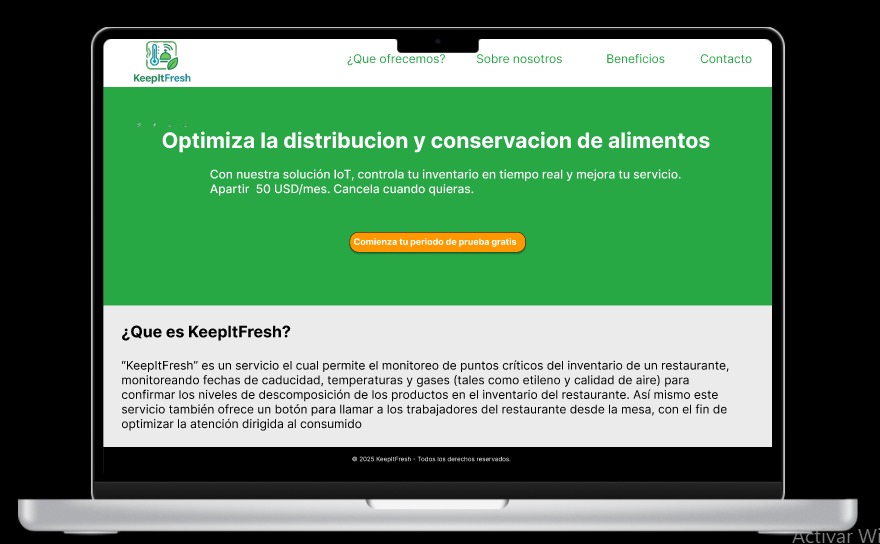 KeepItFresh
¿Que ofrecemos? Sobre nosotros Beneficios Contacto
Optimiza la distribucion y conservacion de alimentos
Con nuestra solución IoT, controla tu inventario en tiempo real y mejora tu servicio.
Apartir 50 USD/mes. Cancela cuando quieras.
Comienza tu periodo de prueba gratis
¿Que es KeepItFresh?
“KeepItFresh” es un servicio el cual permite el monitoreo de puntos críticos del inventario de un restaurante,
monitoreando fechas de caducidad, temperaturas y gases (tales como etileno y calidad de aire) para
confirmar los niveles de descomposición de los productos en el inventario del restaurante. Así mismo este
servicio también ofrece un botón para llamar a los trabajadores del restaurante desde la mesa, con el fin de
optimizar la atención dirigida al consumido
© 2025 KeepItFresh - Todos los derechos reservados.
Activar Wi